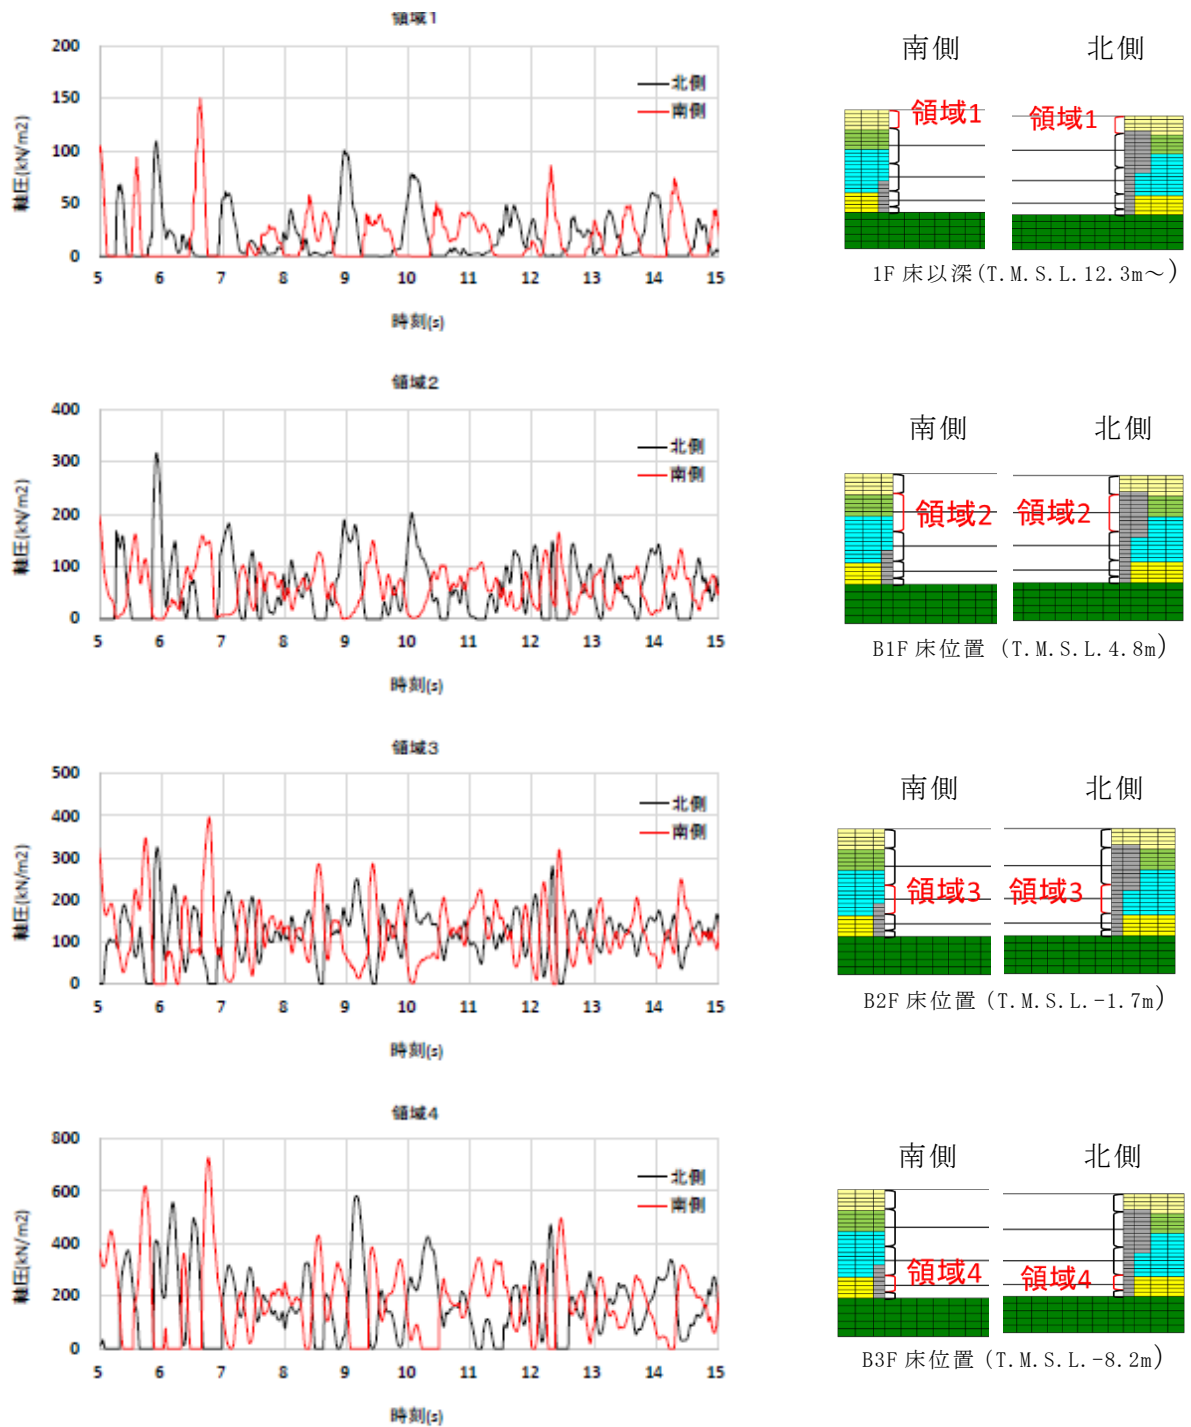 領域1
200
150
100
50
0
軸圧(kN/m2)
北側
南側
5 6 7 8 9 10 11 12 13 14 15
時刻(s)
南側 北側
領域1 領域1
1F 床以深(T.M.S.L.12.3m～)
領域2
400
300
200
100
0
軸圧(kN/m2)
北側
南側
5 6 7 8 9 10 11 12 13 14 15
時刻(s)
南側 北側
領域2 領域2
B1F 床位置 (T.M.S.L.4.8m)
領域3
500
400
300
200
100
0
軸圧(kN/m2)
北側
南側
5 6 7 8 9 10 11 12 13 14 15
時刻(s)
南側 北側
領域3 領域3
B2F 床位置 (T.M.S.L.-1.7m)
領域4
800
600
400
200
0
軸圧(kN/m2)
北側
南側
5 6 7 8 9 10 11 12 13 14 15
時刻(s)
南側 北側
領域4 領域4
B3F 床位置 (T.M.S.L.-8.2m)